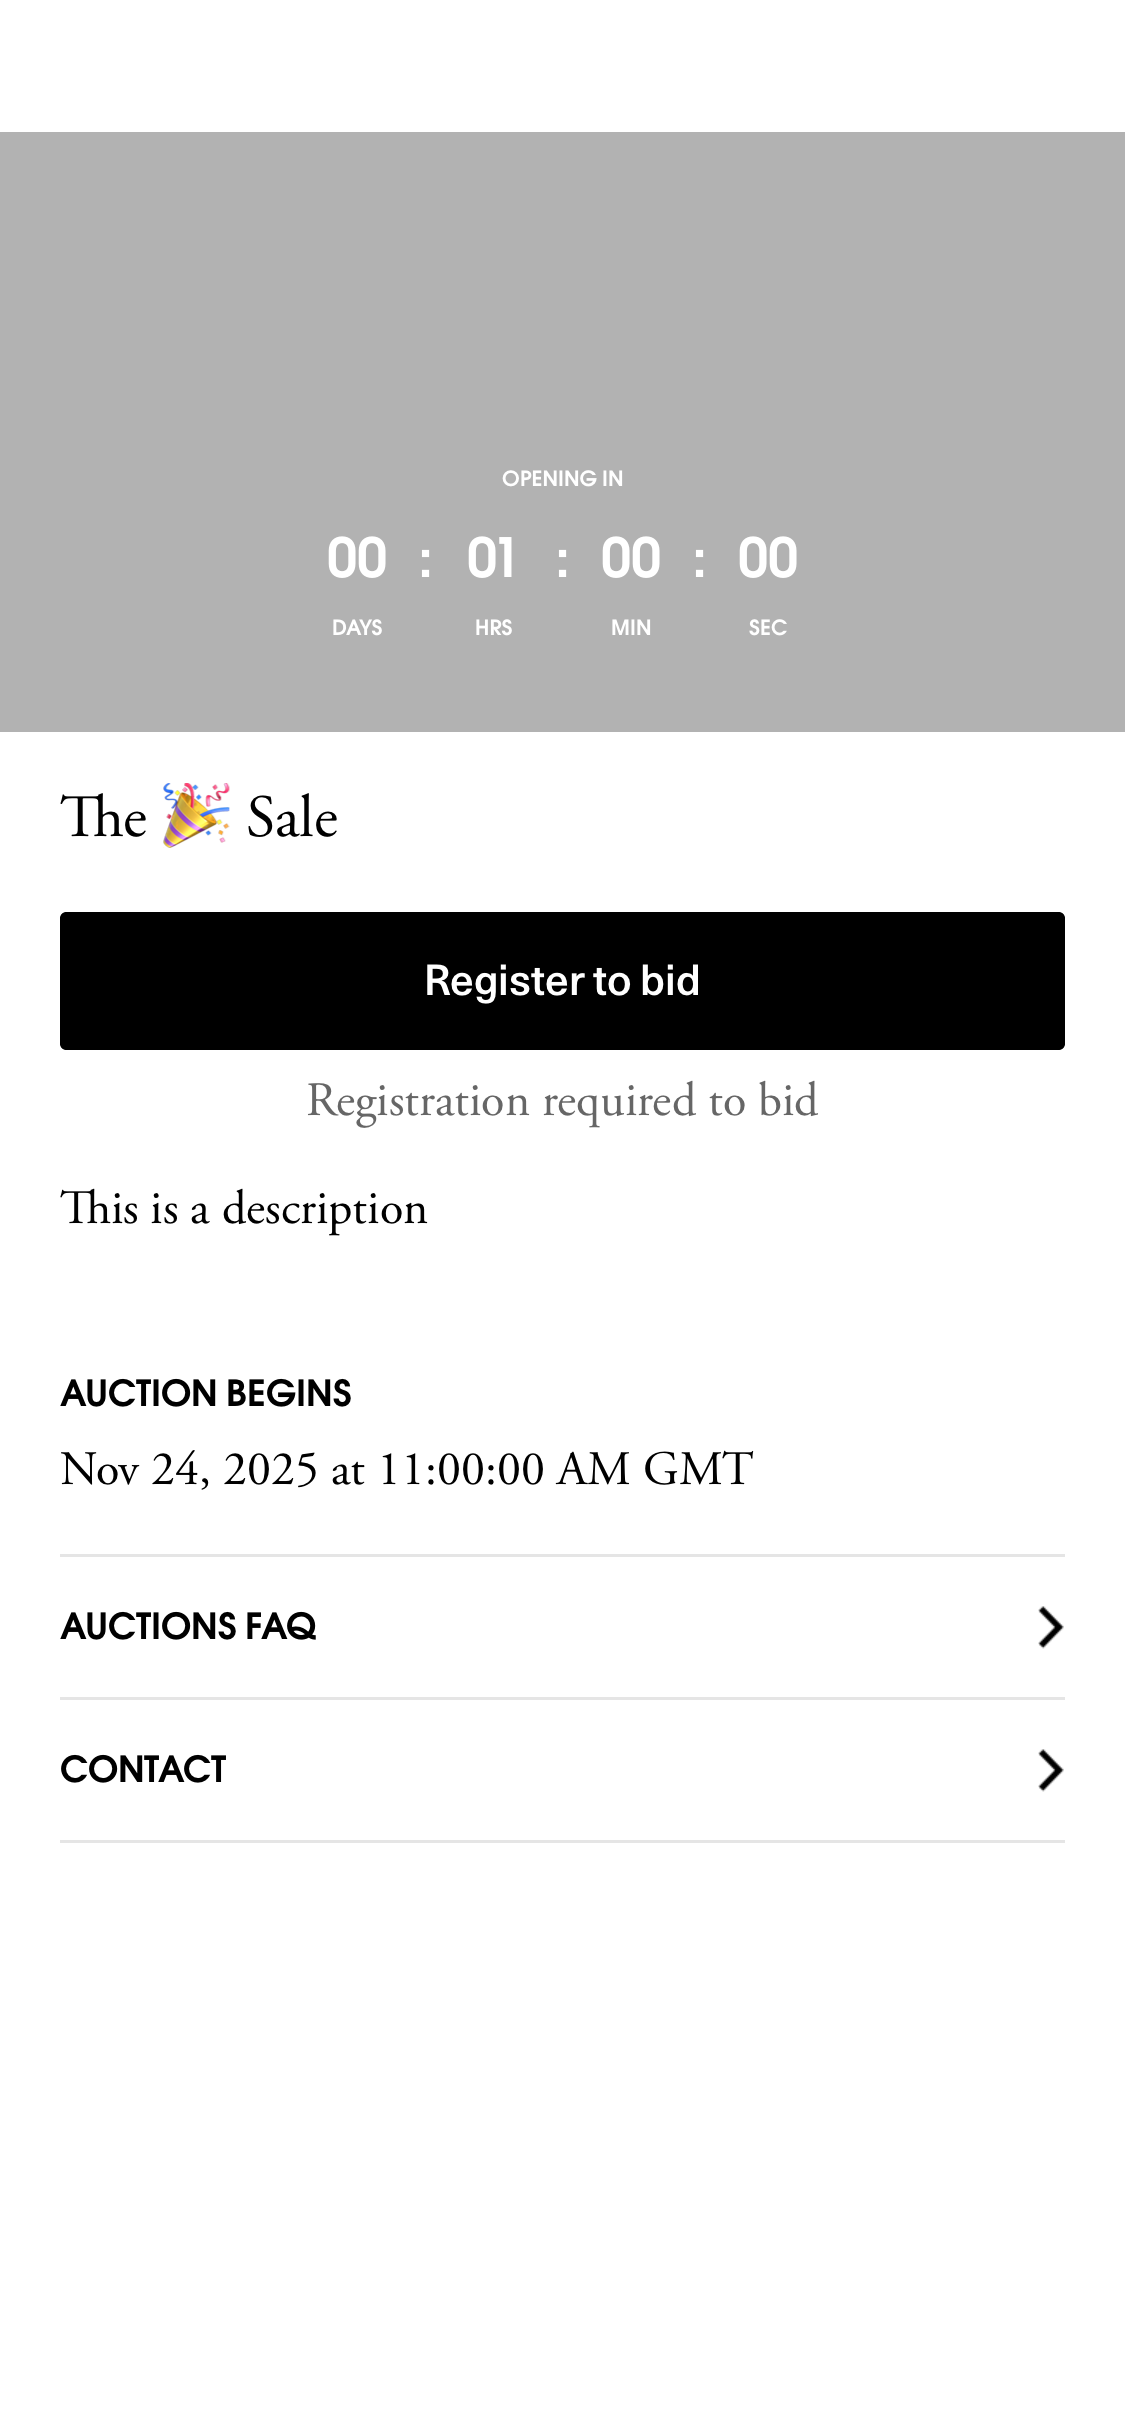 OPENING IN
00 : 01 : 00 : 00
DAYS HRS MIN SEC
The 🎉 Sale
Register to bid
Registration required to bid
This is a description
AUCTION BEGINS
Nov 24, 2025 at 11:00:00 AM GMT
AUCTIONS FAQ
CONTACT